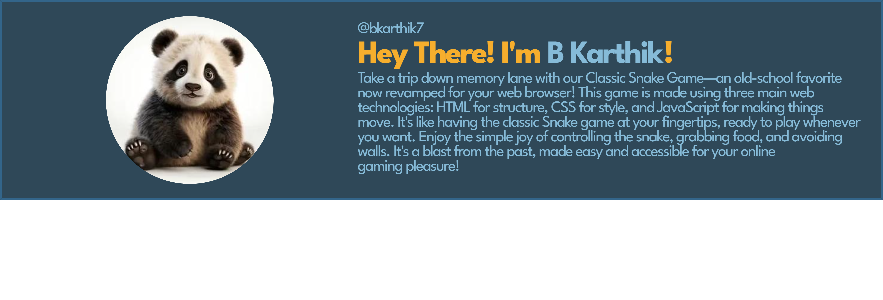 @bkarthik7
Hey There! I'm B Karthik!
Take a trip down memory lane with our Classic Snake Game—an old-school favorite
now revamped for your web browser! This game is made using three main web
technologies: HTML for structure, CSS for style, and JavaScript for making things
move. It's like having the classic Snake game at your fingertips, ready to play whenever
you want. Enjoy the simple joy of controlling the snake, grabbing food, and avoiding
walls. It's a blast from the past, made easy and accessible for your online
gaming pleasure!